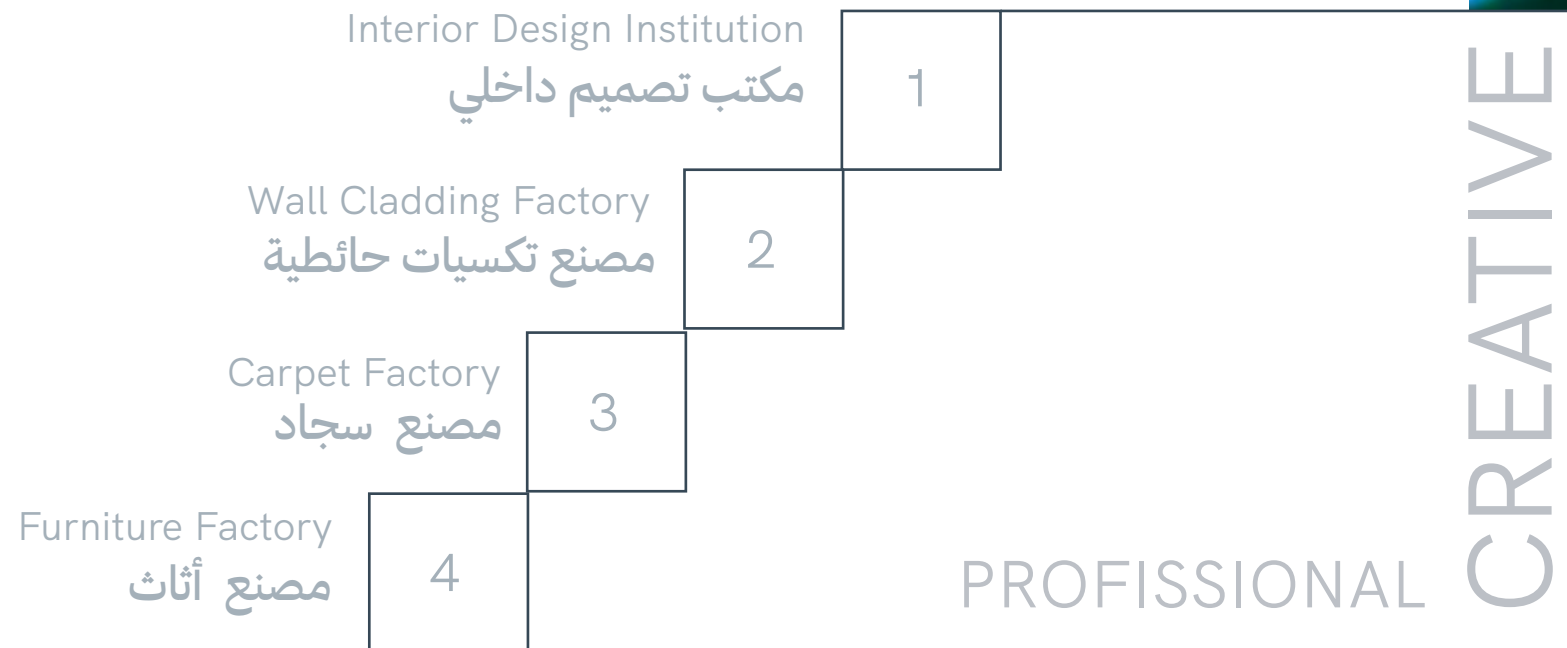 Interior Design Institution
مكتب تصميم داخلي
1
Wall Cladding Factory
مصنع تكسيات حائطية
2
Carpet Factory
مصنع سجاد
3
Furniture Factory
مصنع أثاث
4
PROFISSIONAL
CREATIVE